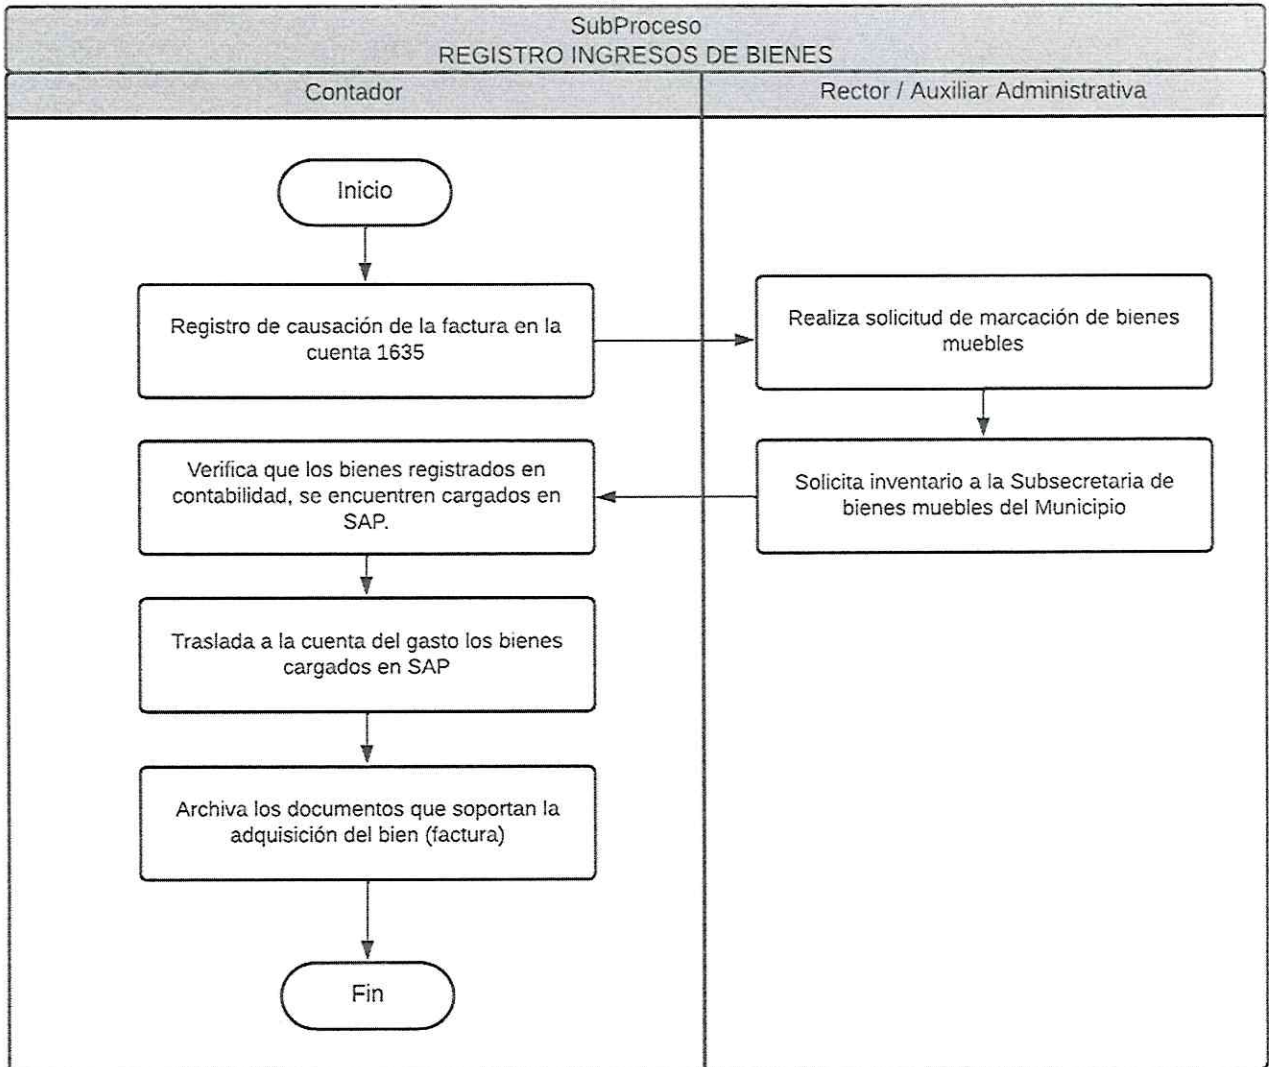 SubProceso
REGISTRO INGRESOS DE BIENES
Contador
Rector / Auxiliar Administrativa
Inicio
Registro de causación de la factura en la
cuenta 1635
Realiza solicitud de marcación de bienes
muebles
Solicita inventario a la Subsecretaria de
bienes muebles del Municipio
Verifica que los bienes registrados en
contabilidad, se encuentren cargados en
SAP.
Traslada a la cuenta del gasto los bienes
cargados en SAP
Archiva los documentos que soportan la
adquisición del bien (factura)
Fin